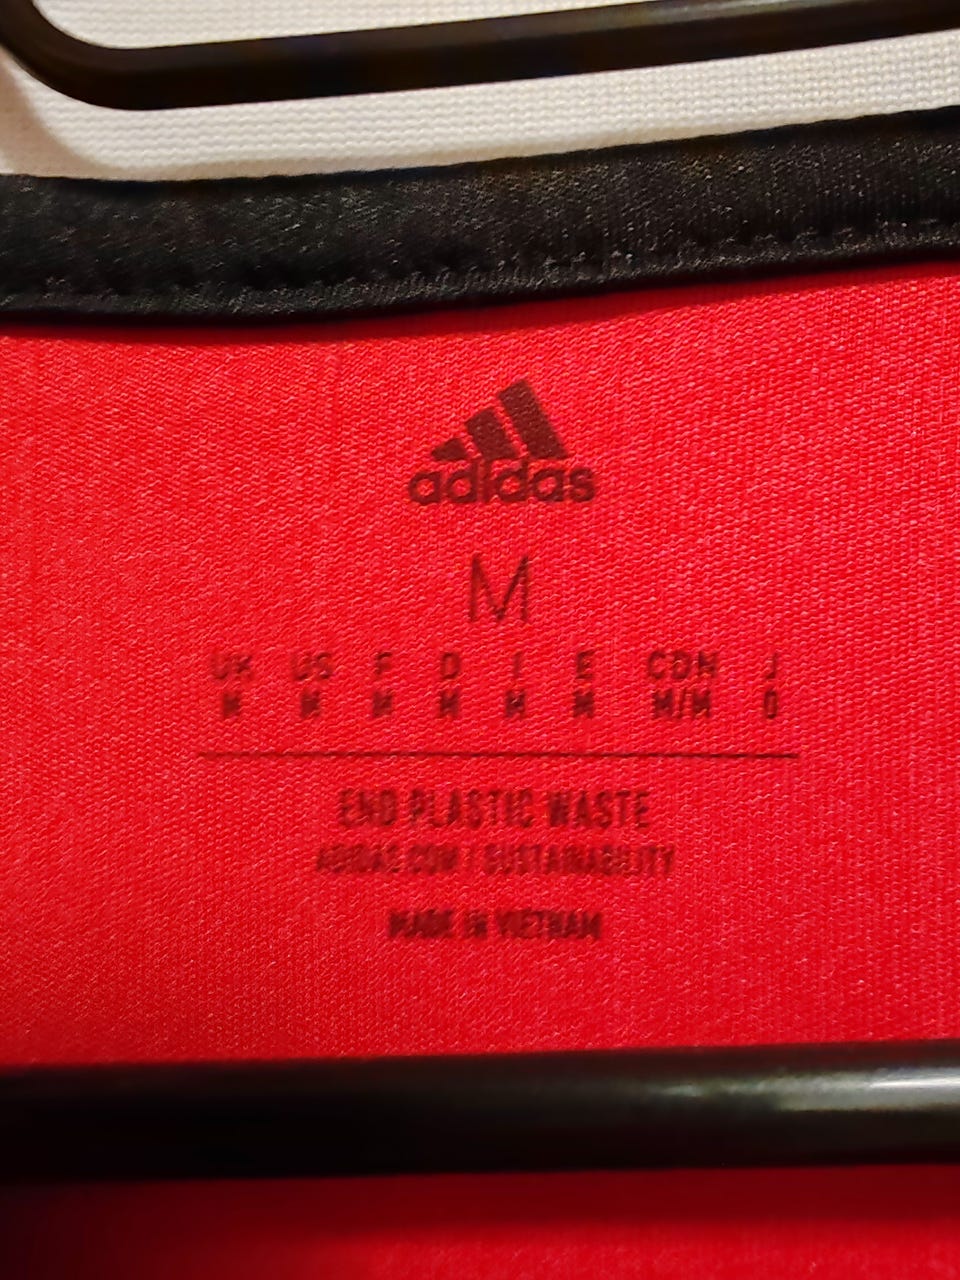 adidas
M
UK US F D I E CDN J
M M M M M M M/M O
END PLASTIC WASTE
ADIDAS.COM / SUSTAINABILITY
MADE IN VIETNAM